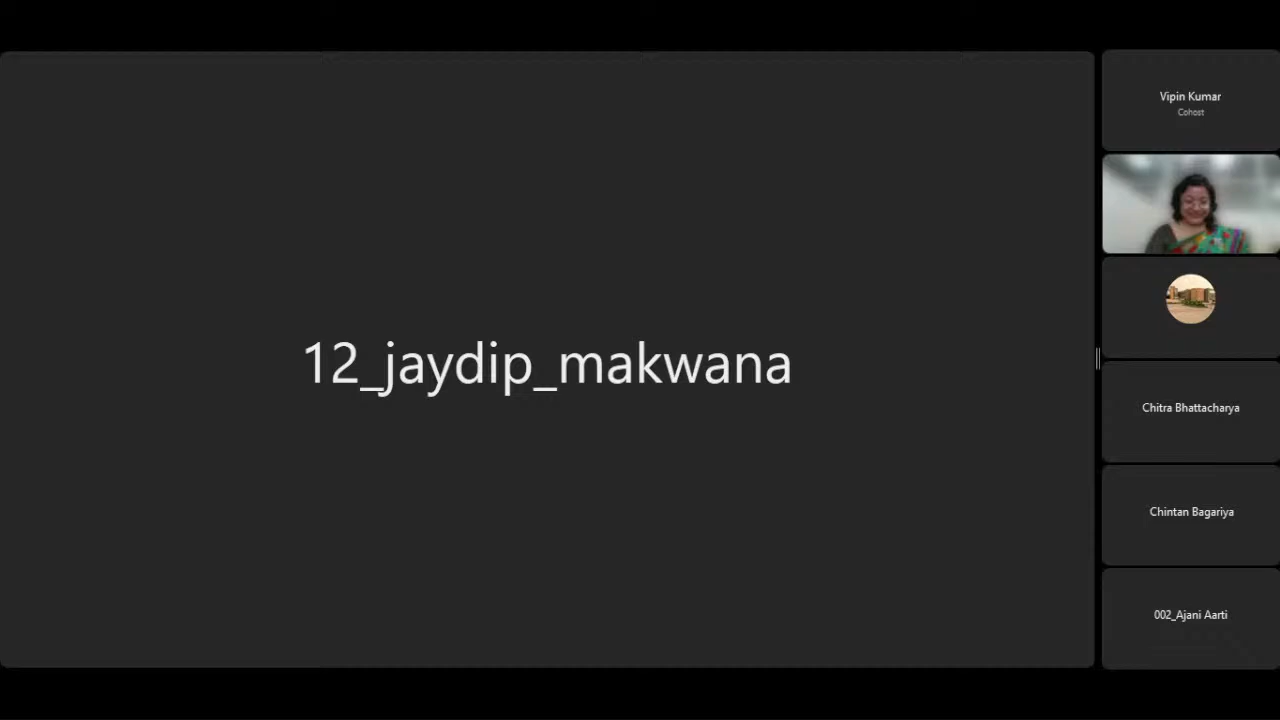 12_jaydip_makwana
Vipin Kumar
Cohost
Chitra Bhattacharya
Chintan Bagariya
002_Ajani Aarti